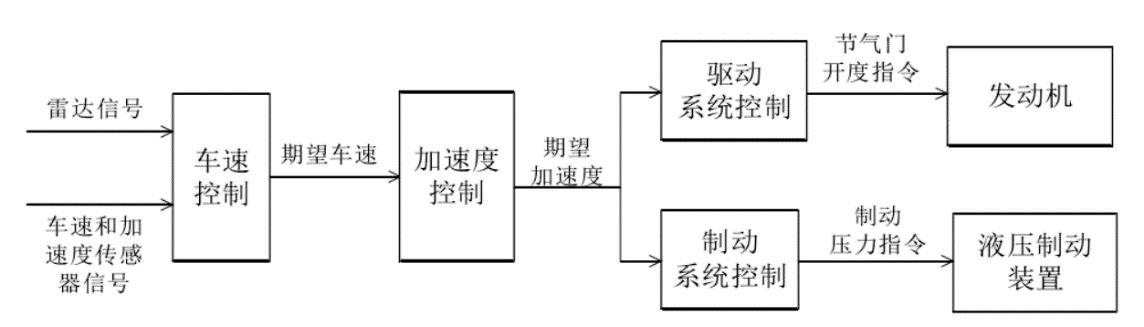 雷达信号
车速和加
速度传感
器信号
车速
控制
期望车速
加速度
控制
期望
加速度
驱动
系统控制
节气门
开度指令
发动机
制动
系统控制
制动
压力指令
液压制动
装置